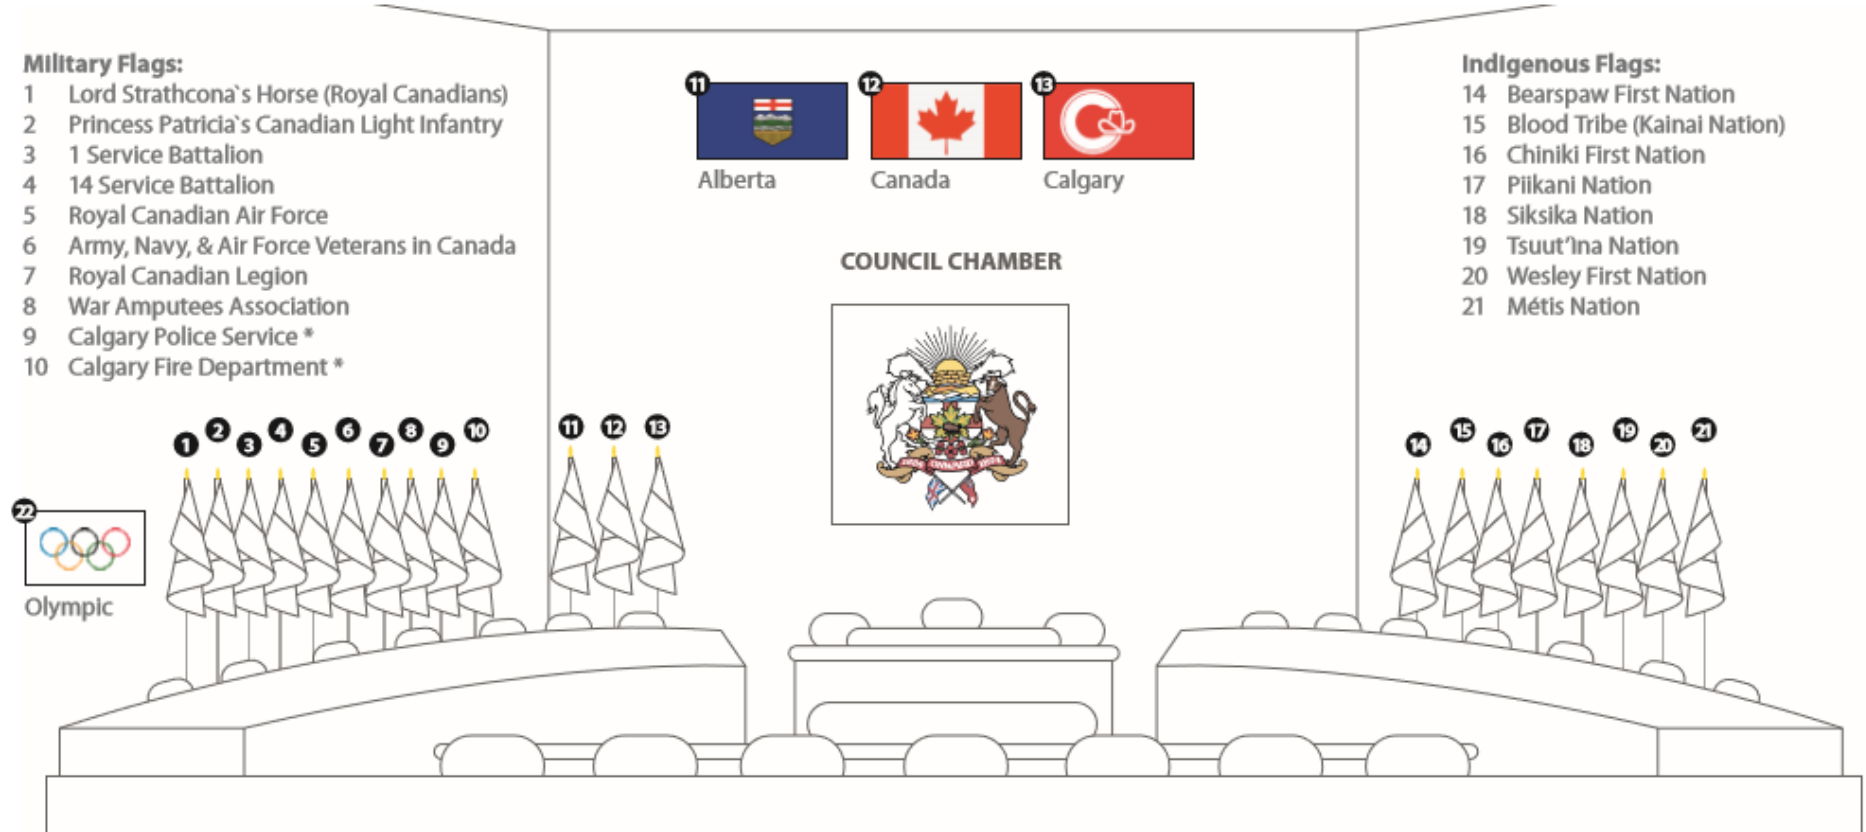 Military Flags:
1 Lord Strathcona`s Horse (Royal Canadians)
2 Princess Patricia`s Canadian Light Infantry
3 1 Service Battalion
4 14 Service Battalion
5 Royal Canadian Air Force
6 Army, Navy, & Air Force Veterans in Canada
7 Royal Canadian Legion
8 War Amputees Association
9 Calgary Police Service *
10 Calgary Fire Department *
11 12 13
Alberta Canada Calgary
COUNCIL CHAMBER
Indigenous Flags:
14 Bearspaw First Nation
15 Blood Tribe (Kainai Nation)
16 Chiniki First Nation
17 Piikani Nation
18 Siksika Nation
19 Tsuut’ina Nation
20 Wesley First Nation
21 Métis Nation
1 2 3 4 5 6 7 8 9 10 11 12 13
ONWARD
14 15 16 17 18 19 20 21
22
Olympic